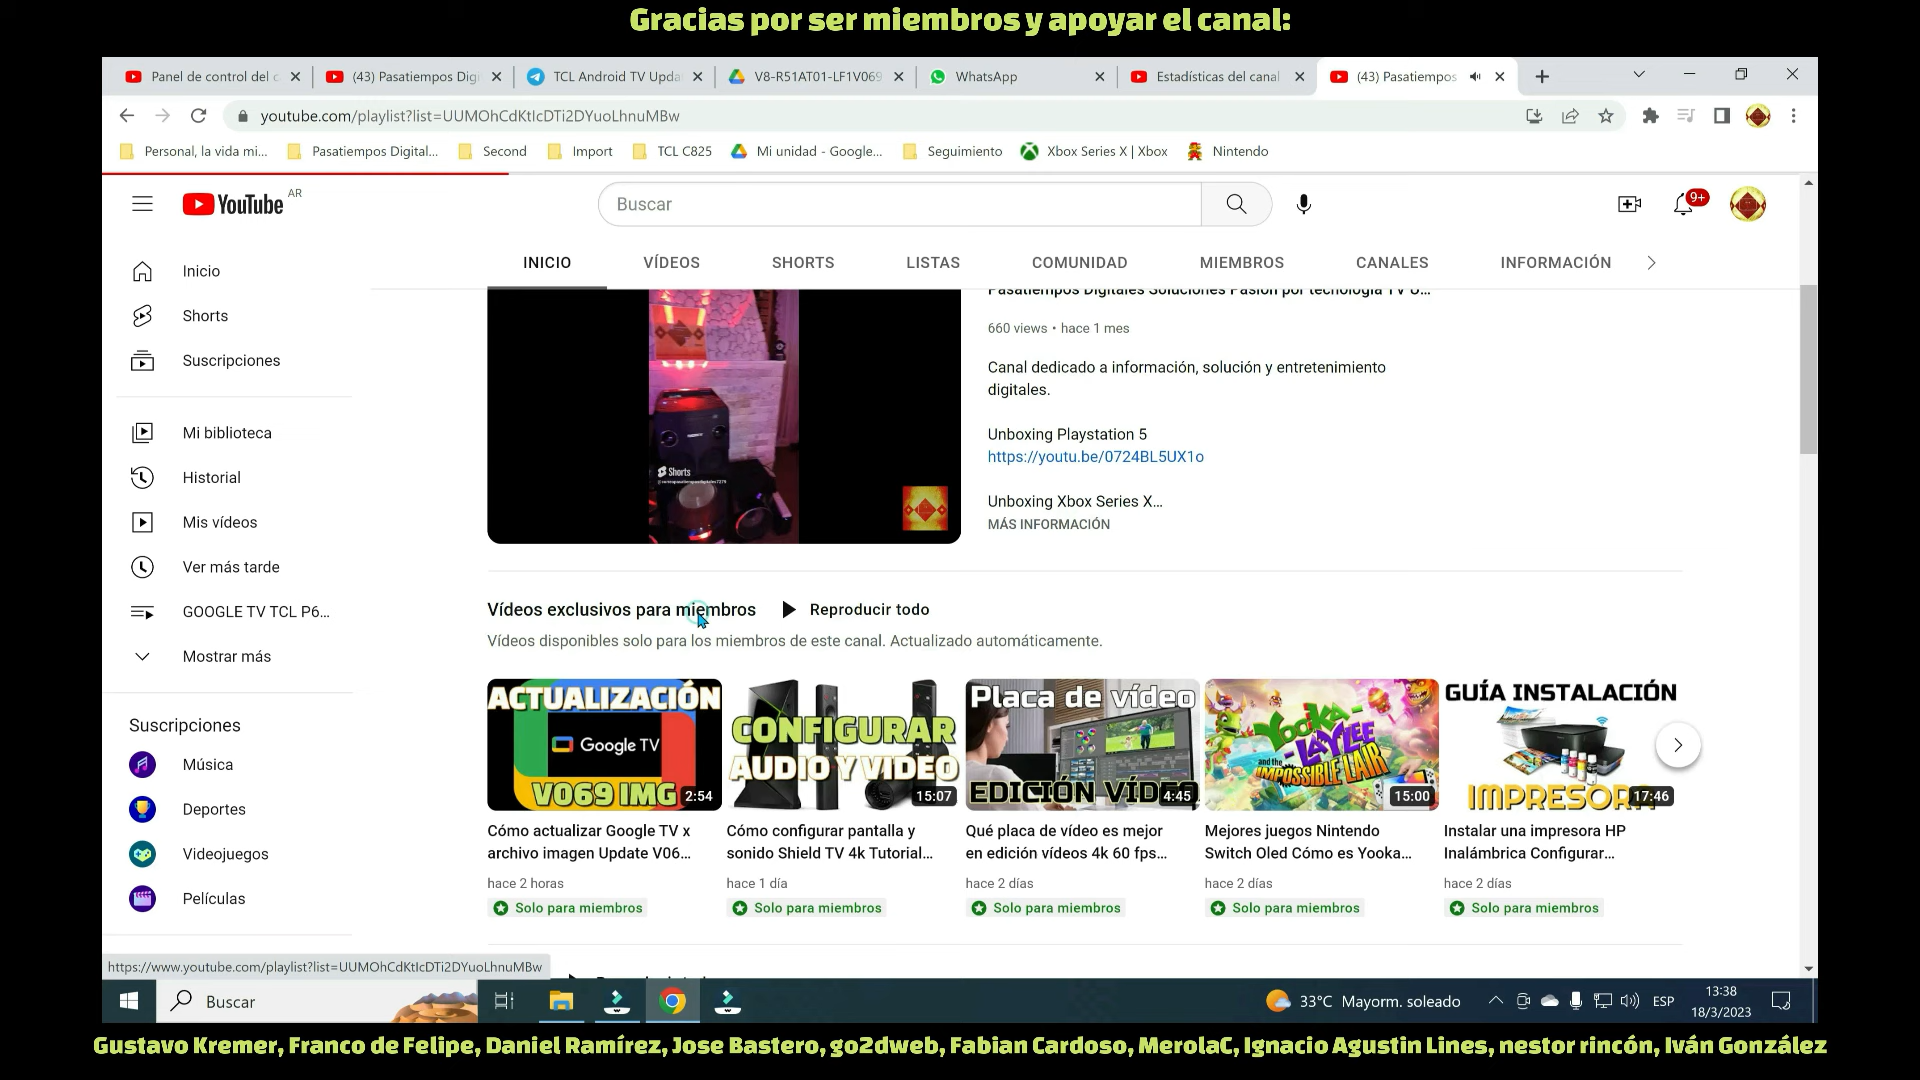 Gracias por ser miembros y apoyar el canal:
Panel de control del c
(43) Pasatiempos Digi
TCL Android TV Upda
V8-R51AT01-LF1V069
WhatsApp
Estadísticas del canal
(43) Pasatiempos
youtube.com/playlist?list=UUMOhCdKtIcDTi2DYuoLhnuMBw
Personal, la vida mi...
Pasatiempos Digital...
Second
Import
TCL C825
Mi unidad - Google...
Seguimiento
Xbox Series X | Xbox
Nintendo
YouTube AR
Buscar
9+
INICIO
VÍDEOS
SHORTS
LISTAS
COMUNIDAD
MIEMBROS
CANALES
INFORMACIÓN
Inicio
Shorts
Suscripciones
Mi biblioteca
Historial
Mis vídeos
Ver más tarde
GOOGLE TV TCL P6...
Mostrar más
Suscripciones
Música
Deportes
Videojuegos
Películas
Shorts
Pasatiempos Digitales Soluciones Pasión por tecnología TV U...
660 views • hace 1 mes
Canal dedicado a información, solución y entretenimiento
digitales.
Unboxing Playstation 5
https://youtu.be/0724BL5UX1o
Unboxing Xbox Series X...
MÁS INFORMACIÓN
Vídeos exclusivos para miembros
Reproducir todo
Vídeos disponibles solo para los miembros de este canal. Actualizado automáticamente.
ACTUALIZACIÓN
Google TV
V069 IMG
2:54
Cómo actualizar Google TV x
archivo imagen Update V06...
hace 2 horas
Solo para miembros
CONFIGURAR
AUDIO Y VIDEO
15:07
Cómo configurar pantalla y
sonido Shield TV 4k Tutorial...
hace 1 día
Solo para miembros
Placa de vídeo
EDICIÓN VÍDEO
4:45
Qué placa de vídeo es mejor
en edición vídeos 4k 60 fps...
hace 2 días
Solo para miembros
YOOKA-
LAYLEE
and the
IMPOSSIBLE LAIR
15:00
Mejores juegos Nintendo
Switch Oled Cómo es Yooka...
hace 2 días
Solo para miembros
GUÍA INSTALACIÓN
IMPRESORA
17:46
Instalar una impresora HP
Inalámbrica Configurar...
hace 2 días
Solo para miembros
https://www.youtube.com/playlist?list=UUMOhCdKtIcDTi2DYuoLhnuMBw
Buscar
33°C Mayorm. soleado
ESP
13:38
18/3/2023
Gustavo Kremer, Franco de Felipe, Daniel Ramírez, Jose Bastero, go2dweb, Fabian Cardoso, MerolaC, Ignacio Agustin Lines, nestor rincón, Iván González